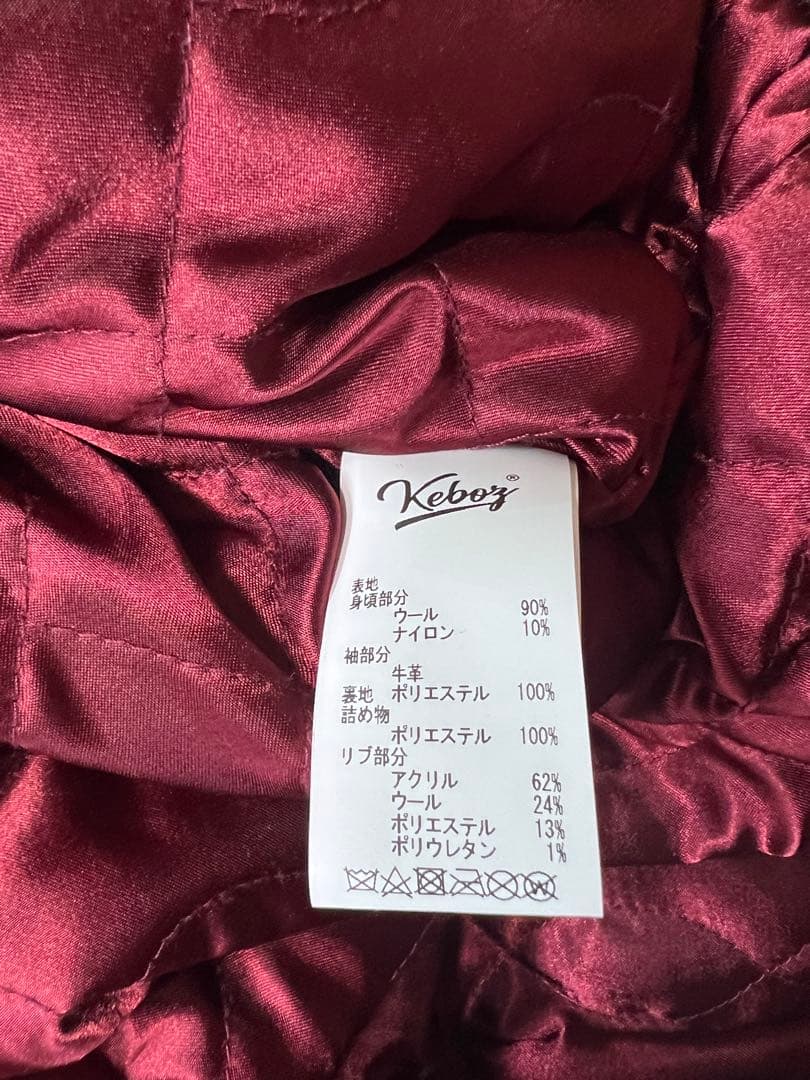 Keboz®
表地
身頃部分
ウール 90%
ナイロン 10%
袖部分
牛革
裏地 ポリエステル 100%
詰め物
ポリエステル 100%
リブ部分
アクリル 62%
ウール 24%
ポリエステル 13%
ポリウレタン 1%